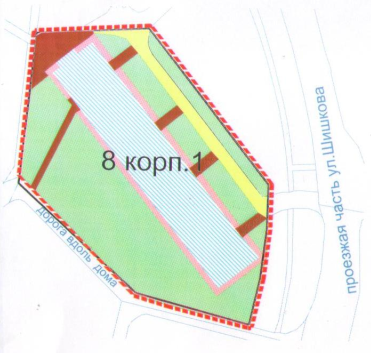 8 корп.1
проезжая часть ул.Шишкова
дорога вдоль дома